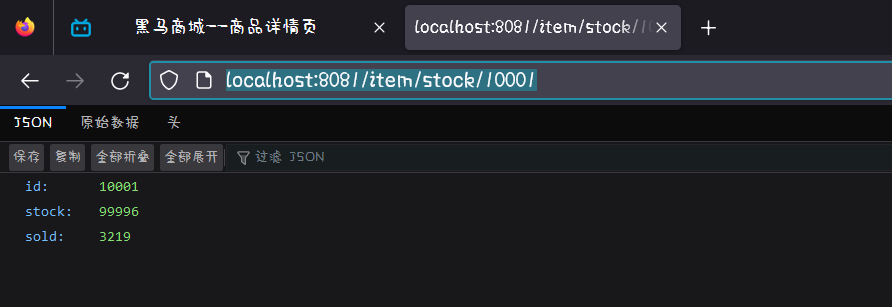 黑马商城--商品详情页
localhost:8081/item/stock/10
localhost:8081/item/stock/10001
JSON
原始数据
头
保存
复制
全部折叠
全部展开
过滤 JSON
id: 10001
stock: 99996
sold: 3219